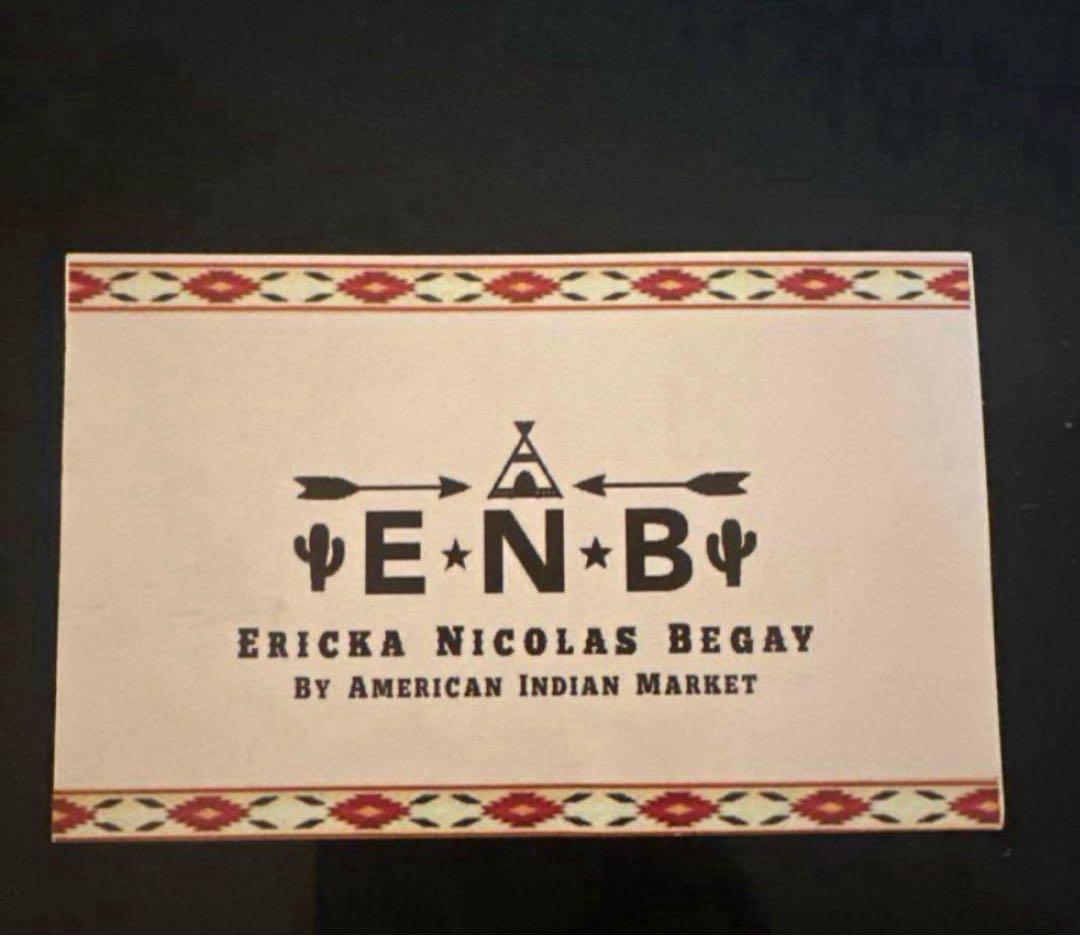 E★N★B
Ericka Nicolas Begay
By American Indian Market